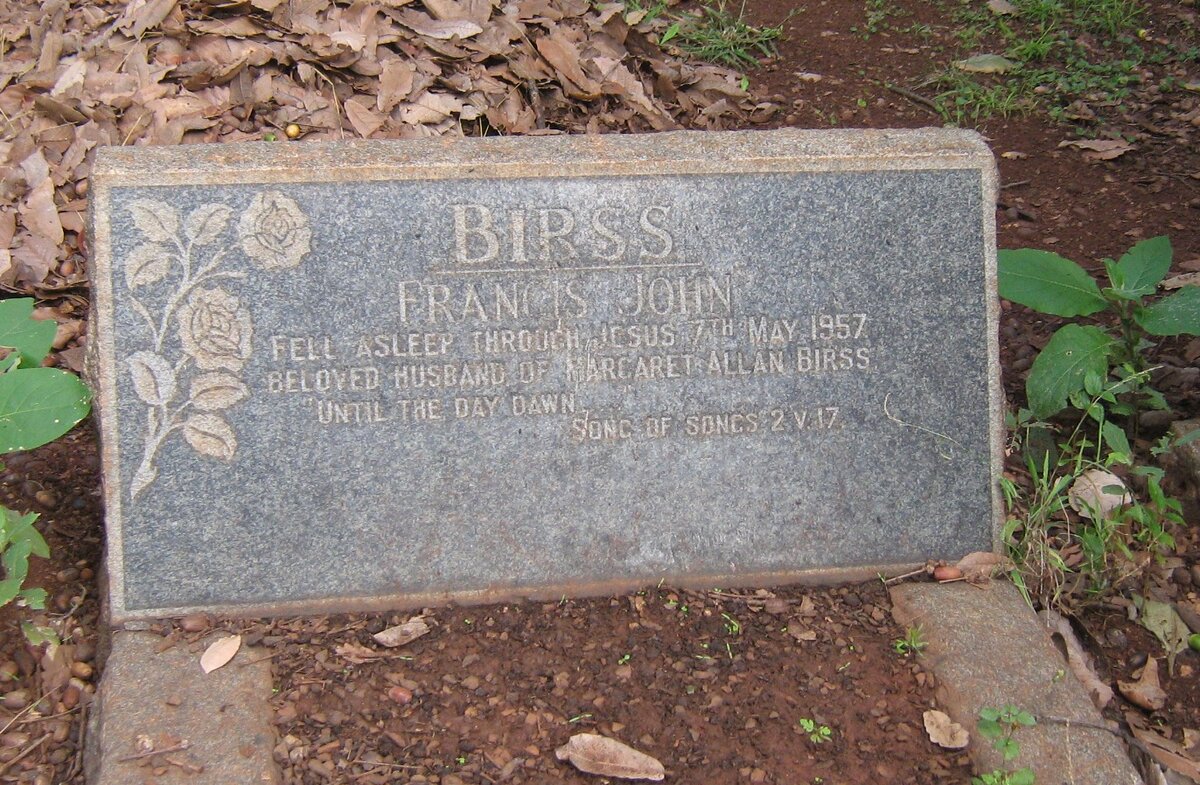 BIRSS
FRANCIS JOHN
FELL ASLEEP THROUGH JESUS 7TH MAY 1957.
BELOVED HUSBAND OF MARGARET ALLAN BIRSS.
"UNTIL THE DAY DAWN,"
SONG OF SONGS 2 V. 17.